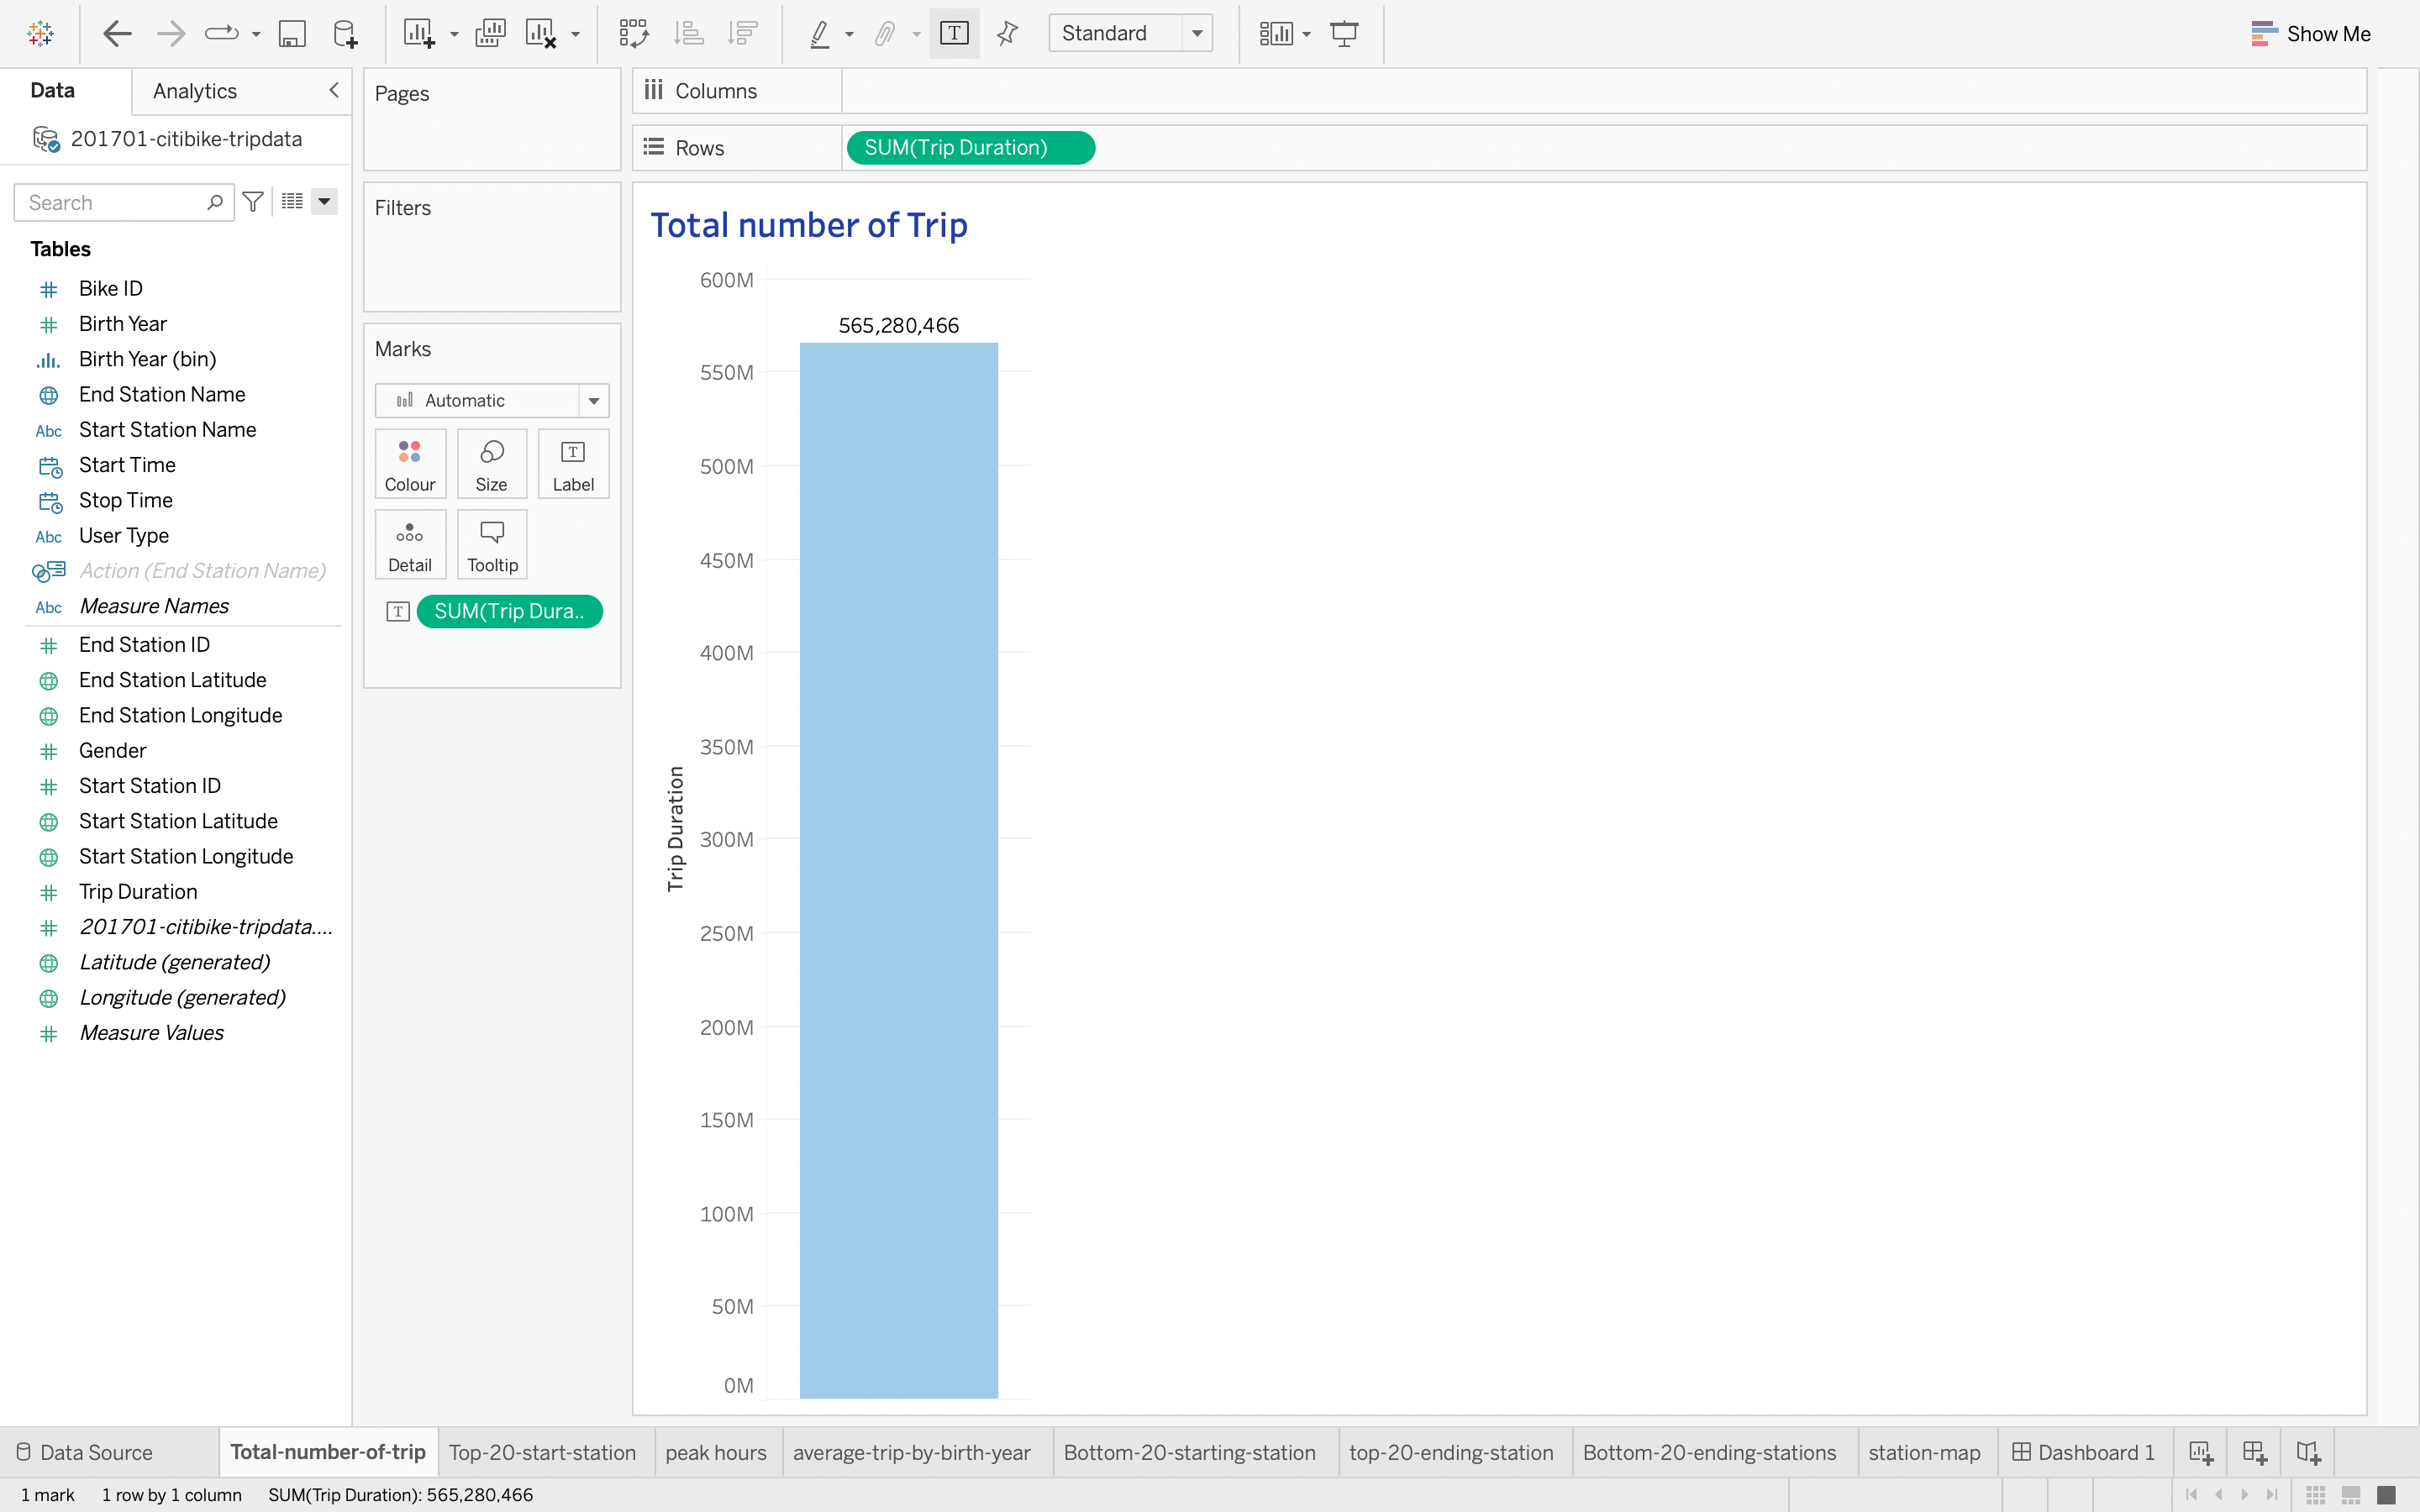 Standard
Show Me
Data
Analytics
201701-citibike-tripdata
Search
Tables
Bike ID
Birth Year
Birth Year (bin)
End Station Name
Abc Start Station Name
Start Time
Stop Time
Abc User Type
Action (End Station Name)
Abc Measure Names
End Station ID
End Station Latitude
End Station Longitude
Gender
Start Station ID
Start Station Latitude
Start Station Longitude
Trip Duration
201701-citibike-tripdata....
Latitude (generated)
Longitude (generated)
Measure Values
Pages
Filters
Marks
Automatic
Colour Size Label
Detail Tooltip
SUM(Trip Dura..
Columns
Rows SUM(Trip Duration)
Total number of Trip
600M
565,280,466
550M
500M
450M
400M
350M
300M
250M
200M
150M
100M
50M
0M
Trip Duration
Data Source Total-number-of-trip Top-20-start-station peak hours average-trip-by-birth-year Bottom-20-starting-station top-20-ending-station Bottom-20-ending-stations station-map Dashboard 1
1 mark 1 row by 1 column SUM(Trip Duration): 565,280,466